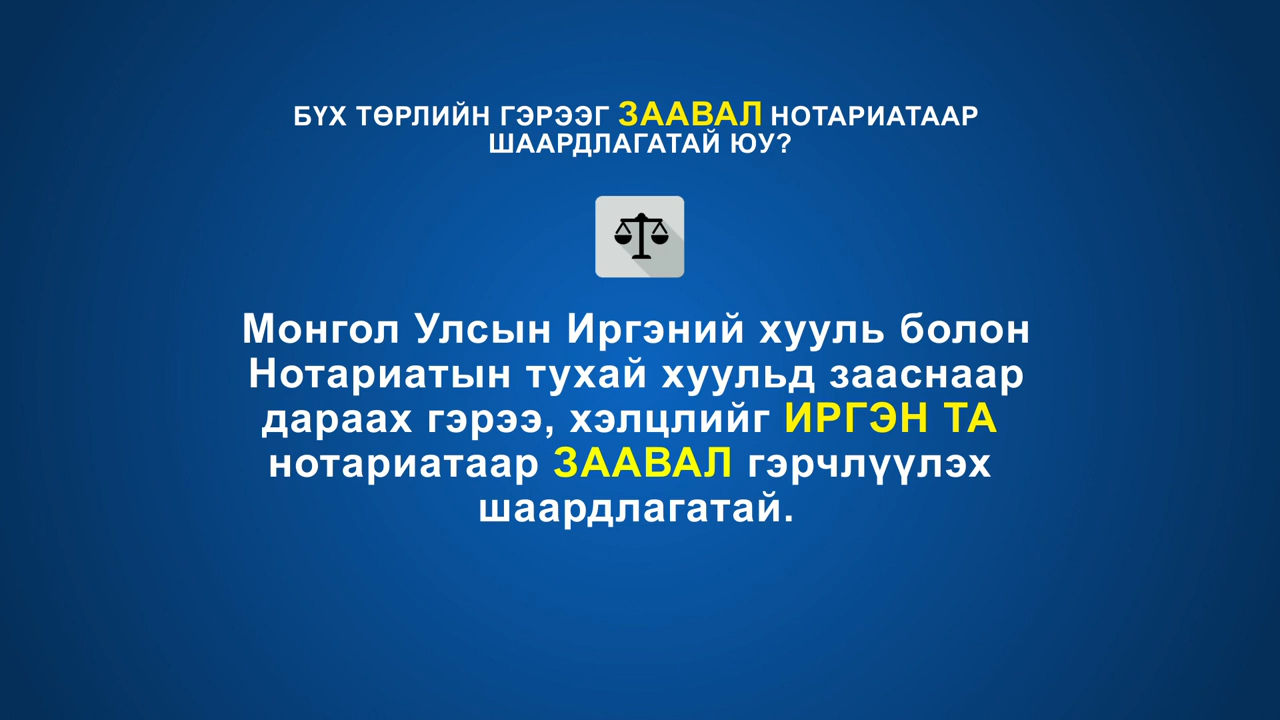 БҮХ ТӨРЛИЙН ГЭРЭЭГ ЗААВАЛ НОТАРИАТААР
ШААРДЛАГАТАЙ ЮУ?
Монгол Улсын Иргэний хууль болон
Нотариатын тухай хуульд зааснаар
дараах гэрээ, хэлцлийг ИРГЭН ТА
нотариатаар ЗААВАЛ гэрчлүүлэх
шаардлагатай.